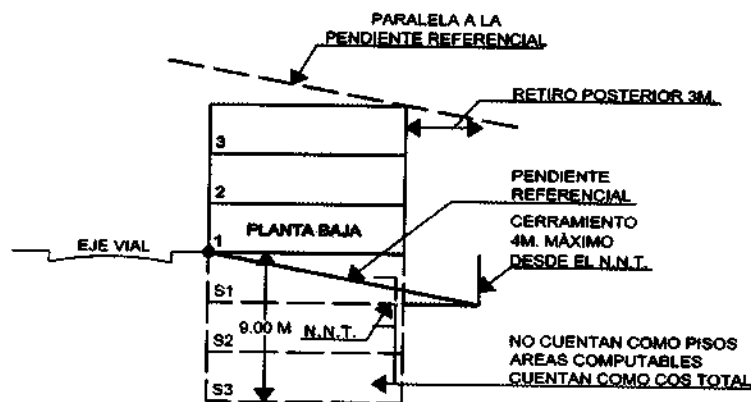 PARALELA A LA
PENDIENTE REFERENCIAL
RETIRO POSTERIOR 3M.
3
2
PENDIENTE
REFERENCIAL
PLANTA BAJA
1
EJE VIAL
CERRAMIENTO
4M. MÁXIMO
DESDE EL N.N.T.
S1
9.00 M
N.N.T.
S2
S3
NO CUENTAN COMO PISOS
AREAS COMPUTABLES
CUENTAN COMO COS TOTAL